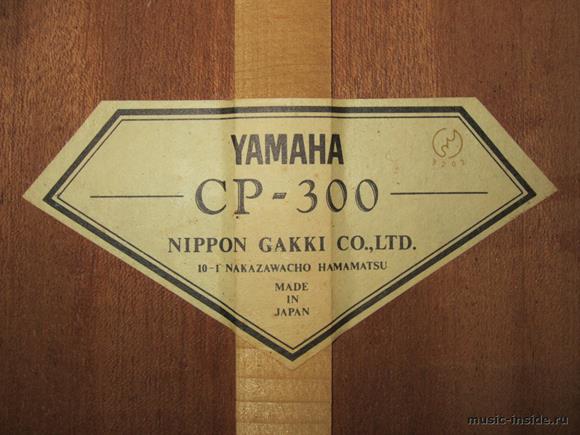 YAMAHA
CP-300
NIPPON GAKKI CO.,LTD.
10-1 NAKAZAWACHO HAMAMATSU
MADE
IN
JAPAN
music-inside.ru